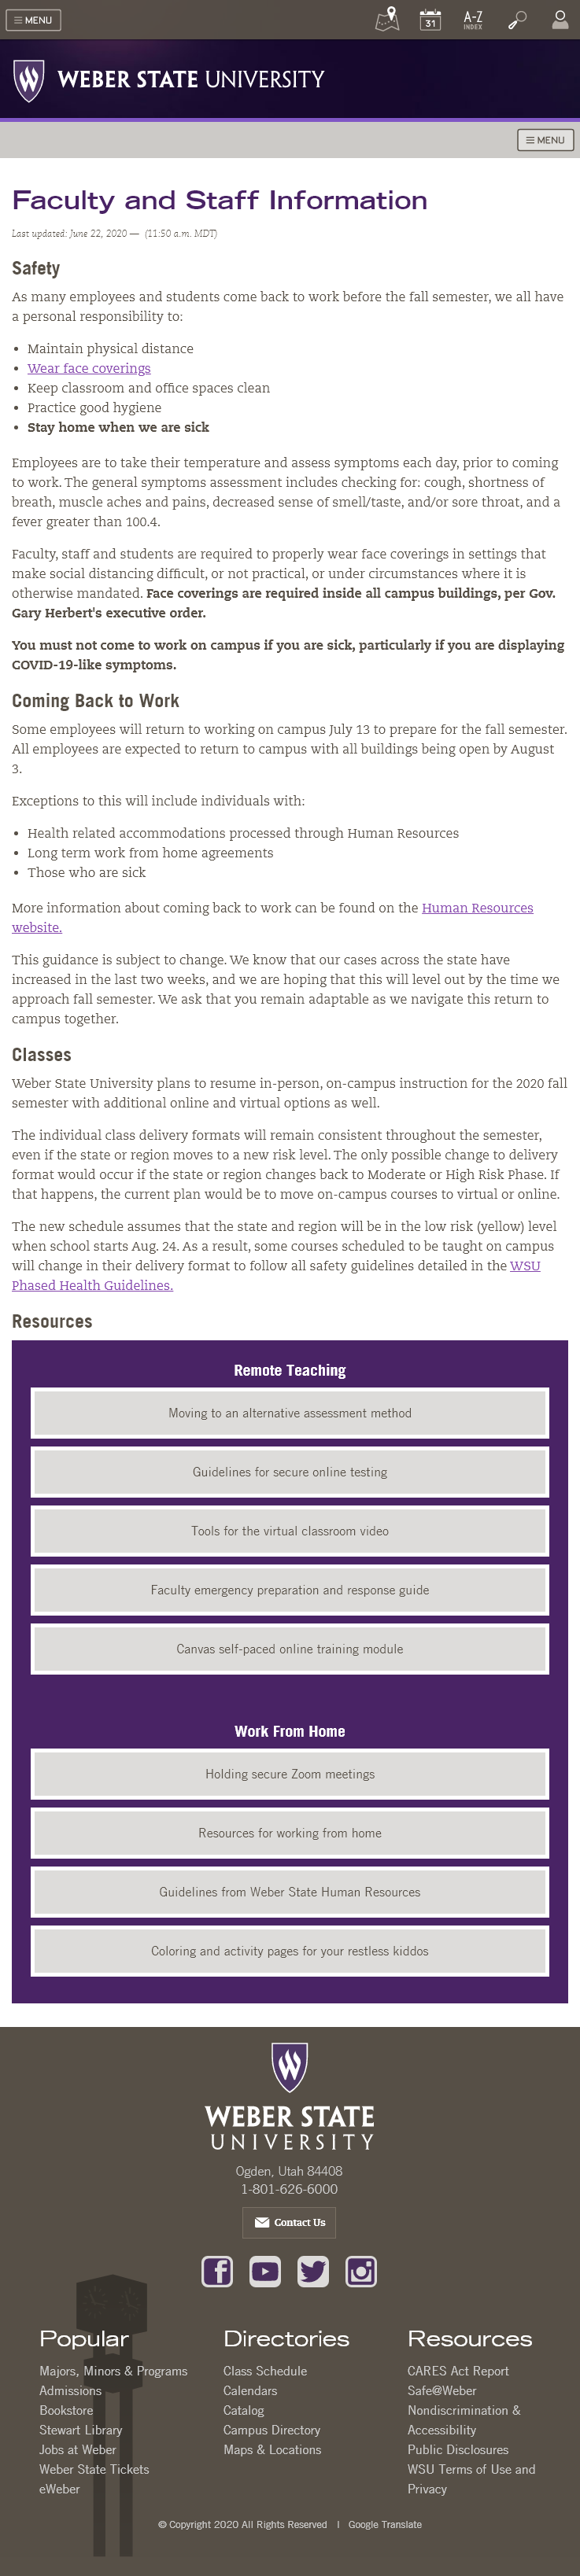 MENU
31
A-Z
INDEX
WEBER STATE UNIVERSITY
MENU
Faculty and Staff Information
Last updated: June 22, 2020 — (11:50 a.m. MDT)
Safety
As many employees and students come back to work before the fall semester, we all have
a personal responsibility to:
• Maintain physical distance
• Wear face coverings
• Keep classroom and office spaces clean
• Practice good hygiene
• Stay home when we are sick
Employees are to take their temperature and assess symptoms each day, prior to coming
to work. The general symptoms assessment includes checking for: cough, shortness of
breath, muscle aches and pains, decreased sense of smell/taste, and/or sore throat, and a
fever greater than 100.4.
Faculty, staff and students are required to properly wear face coverings in settings that
make social distancing difficult, or not practical, or under circumstances where it is
otherwise mandated. Face coverings are required inside all campus buildings, per Gov.
Gary Herbert's executive order.
You must not come to work on campus if you are sick, particularly if you are displaying
COVID-19-like symptoms.
Coming Back to Work
Some employees will return to working on campus July 13 to prepare for the fall semester.
All employees are expected to return to campus with all buildings being open by August
3.
Exceptions to this will include individuals with:
• Health related accommodations processed through Human Resources
• Long term work from home agreements
• Those who are sick
More information about coming back to work can be found on the Human Resources
website.
This guidance is subject to change. We know that our cases across the state have
increased in the last two weeks, and we are hoping that this will level out by the time we
approach fall semester. We ask that you remain adaptable as we navigate this return to
campus together.
Classes
Weber State University plans to resume in-person, on-campus instruction for the 2020 fall
semester with additional online and virtual options as well.
The individual class delivery formats will remain consistent throughout the semester,
even if the state or region moves to a new risk level. The only possible change to delivery
format would occur if the state or region changes back to Moderate or High Risk Phase. If
that happens, the current plan would be to move on-campus courses to virtual or online.
The new schedule assumes that the state and region will be in the low risk (yellow) level
when school starts Aug. 24. As a result, some courses scheduled to be taught on campus
will change in their delivery format to follow all safety guidelines detailed in the WSU
Phased Health Guidelines.
Resources
Remote Teaching
Moving to an alternative assessment method
Guidelines for secure online testing
Tools for the virtual classroom video
Faculty emergency preparation and response guide
Canvas self-paced online training module
Work From Home
Holding secure Zoom meetings
Resources for working from home
Guidelines from Weber State Human Resources
Coloring and activity pages for your restless kiddos
WEBER STATE
UNIVERSITY
Ogden, Utah 84408
1-801-626-6000
Contact Us
Popular
Majors, Minors & Programs
Admissions
Bookstore
Stewart Library
Jobs at Weber
Weber State Tickets
eWeber
Directories
Class Schedule
Calendars
Catalog
Campus Directory
Maps & Locations
Resources
CARES Act Report
Safe@Weber
Nondiscrimination &
Accessibility
Public Disclosures
WSU Terms of Use and
Privacy
© Copyright 2020 All Rights Reserved | Google Translate